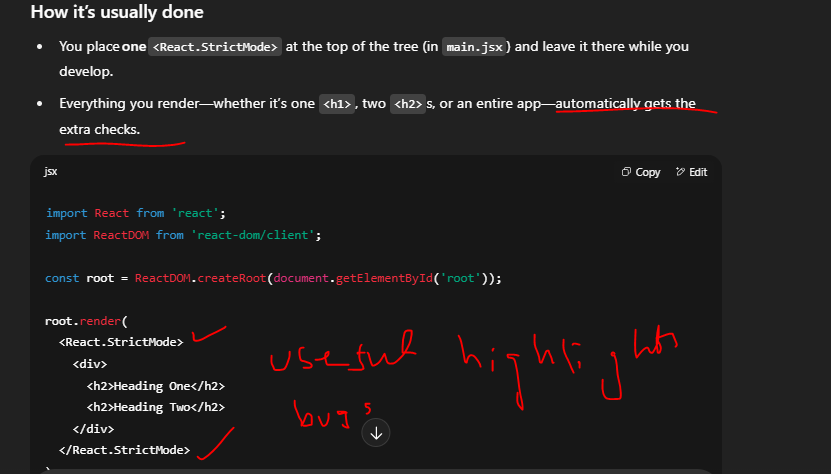 How it's usually done
• You place one <React.StrictMode> at the top of the tree (in main.jsx) and leave it there while you
develop.
• Everything you render—whether it's one <h1>, two <h2>s, or an entire app—automatically gets the
extra checks.
jsx
Copy
Edit
import React from 'react';
import ReactDOM from 'react-dom/client';
const root = ReactDOM.createRoot(document.getElementById('root'));
root.render(
<React.StrictMode>
<div>
<h2>Heading One</h2>
<h2>Heading Two</h2>
</div>
</React.StrictMode>
useful highlights
bugs